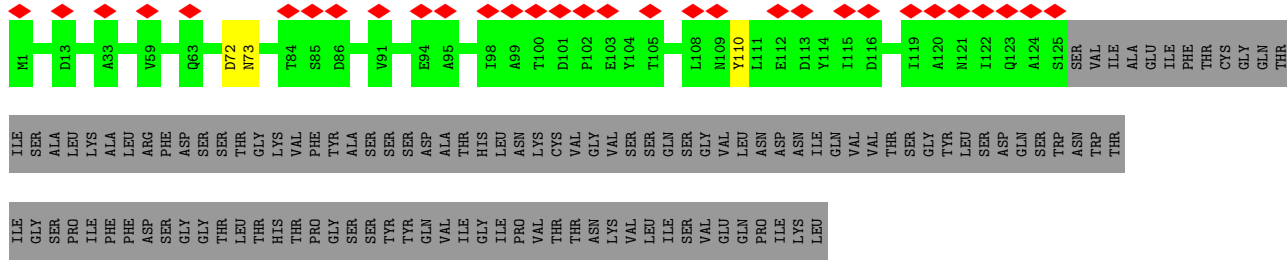 M1 D13 A33 V59 Q63 D72 N73 T84 S85 D86 V91 E94 A95 I98 A99 T100 D101 P102 E103 Y104 T105 L108 N109 Y110 L111 E112 D113 Y114 I115 D116 I119 A120 N121 I122 Q123 A124 S125 SER VAL ILE ALA GLU ILE PHE THR CYS GLY GLN THR
ILE SER ALA LEU LYS ALA LEU ARG PHE ASP SER SER THR GLY LYS VAL PHE TYR ALA SER SER SER ASP ALA THR HIS LEU ASN LYS CYS VAL GLY VAL SER SER GLN SER GLY VAL LEU ASN ASP ASN ILE GLN VAL VAL THR SER GLY TYR LEU SER ASP GLN SER TRP ASN TRP THR
ILE GLY SER PRO ILE PHE PHE ASP SER GLY GLY THR LEU THR HIS THR PRO GLY SER SER TYR TYR GLN VAL ILE GLY ILE PRO VAL THR THR ASN LYS VAL LEU ILE SER VAL GLU GLN PRO ILE LYS LEU